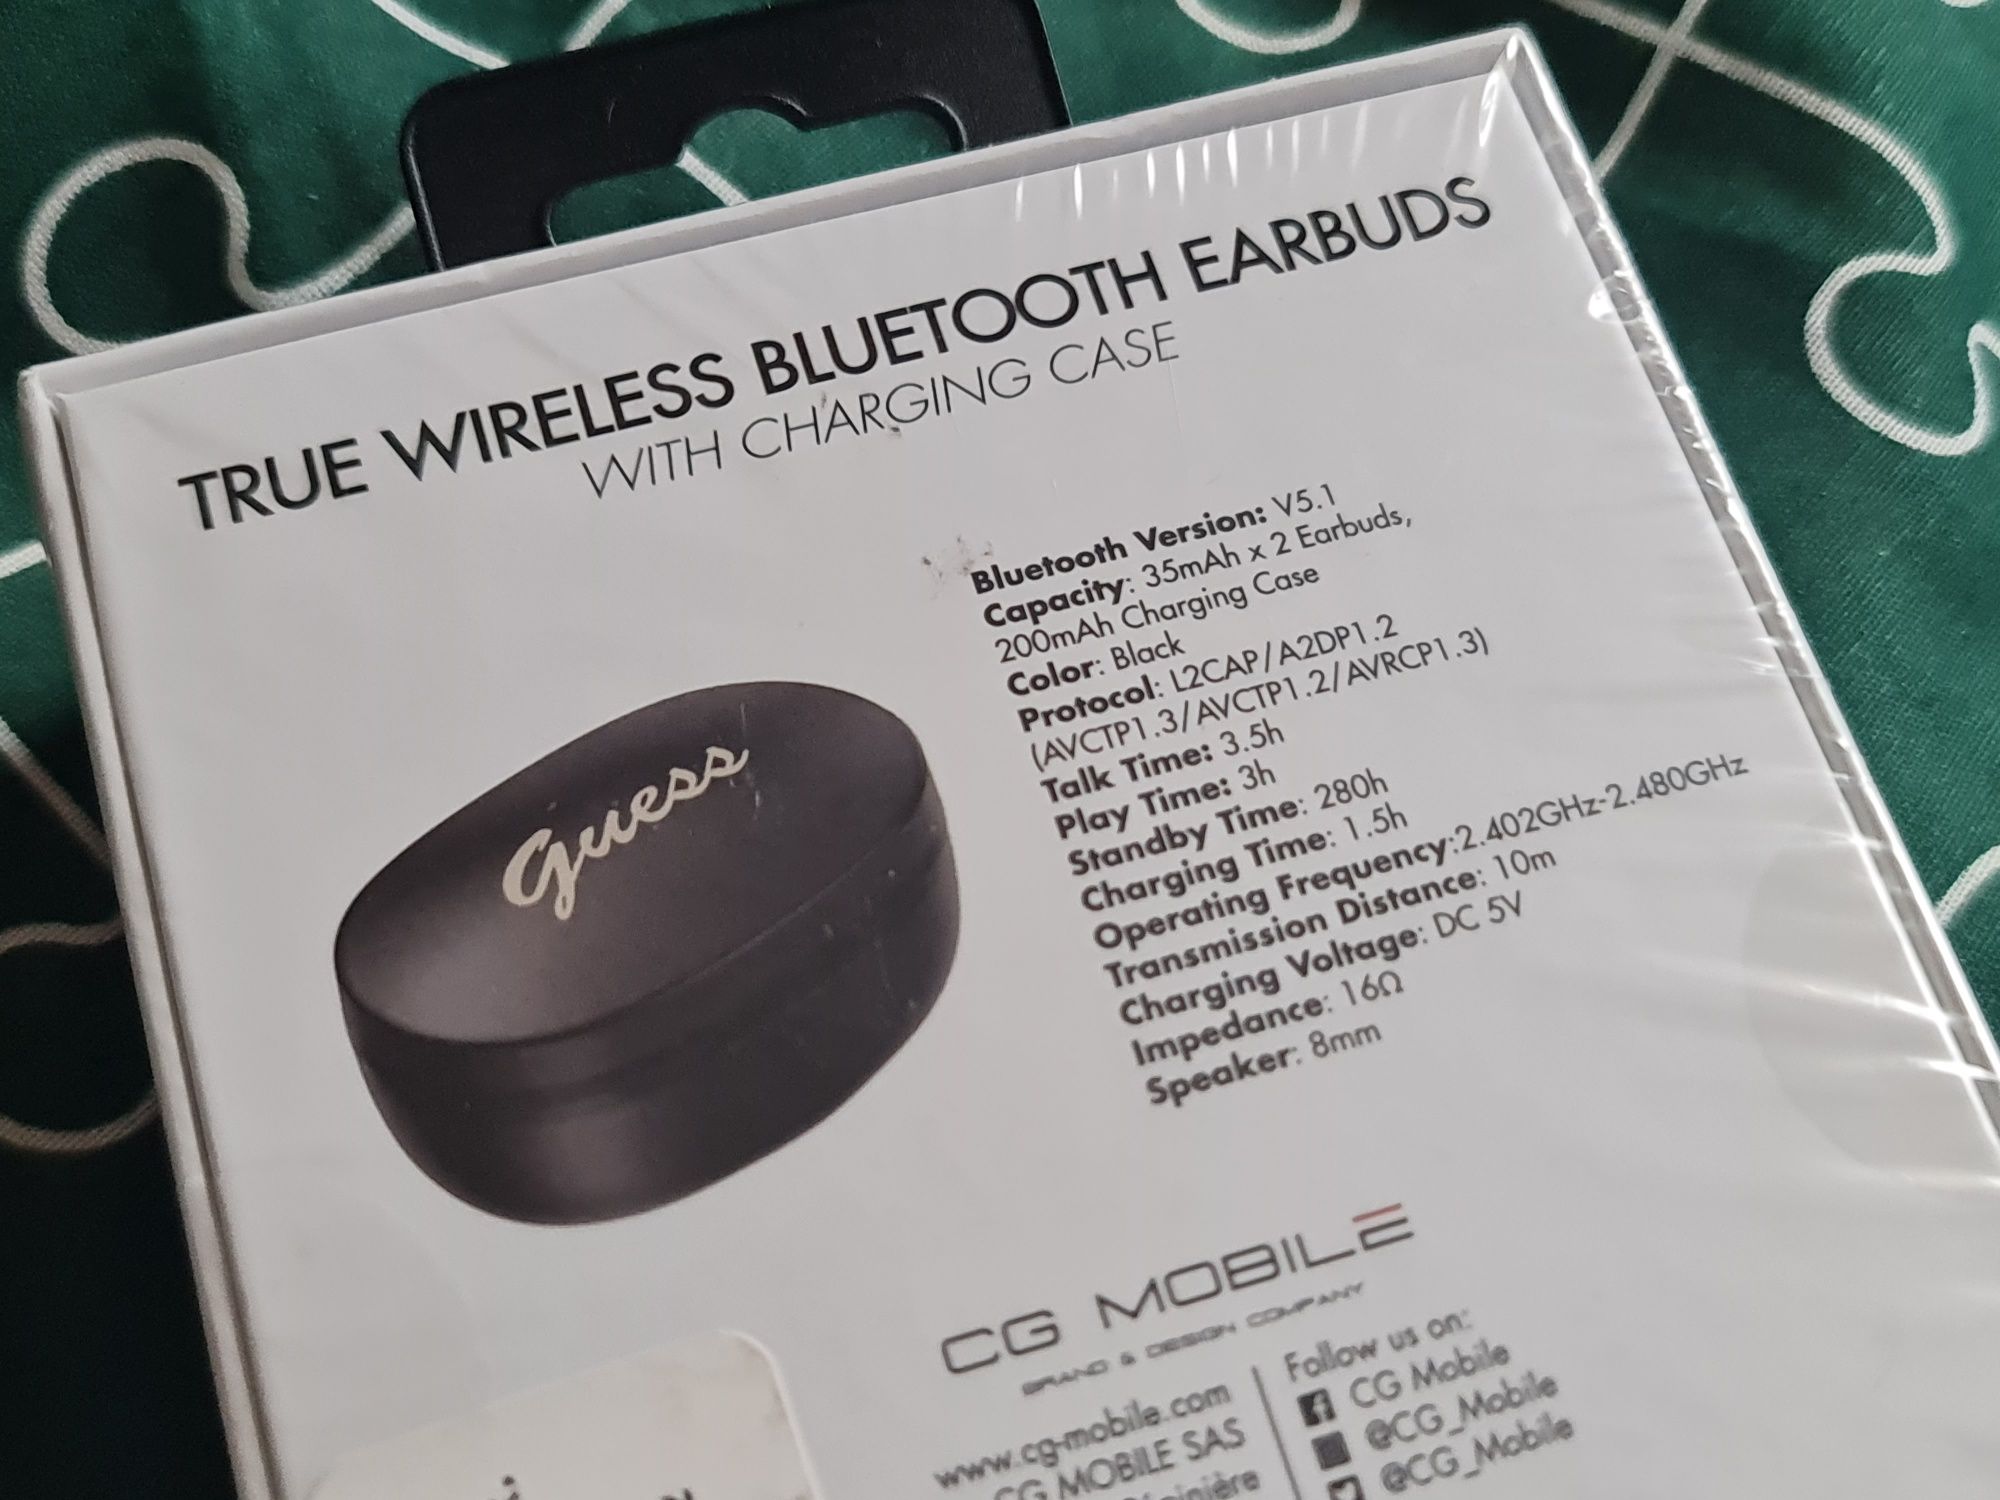 TRUE WIRELESS BLUETOOTH EARBUDS
WITH CHARGING CASE
Guess
Bluetooth Version: V5.1
Capacity: 35mAh x 2 Earbuds,
200mAh Charging Case
Color: Black
Protocol: L2CAP/A2DP1.2
(AVCTP1.3/AVCTP1.2/AVRCP1.3)
Talk Time: 3.5h
Play Time: 3h
Standby Time: 280h
Charging Time: 1.5h
Operating Frequency:2.402GHz-2.480GHz
Transmission Distance: 10m
Charging Voltage: DC 5V
Impedance: 16Ω
Speaker: 8mm
CG MOBILE
BRAND & DESIGN COMPANY
www.cg-mobile.com
CG MOBILE SAS
Follow us on:
CG Mobile
@CG_Mobile
@CG_Mobile